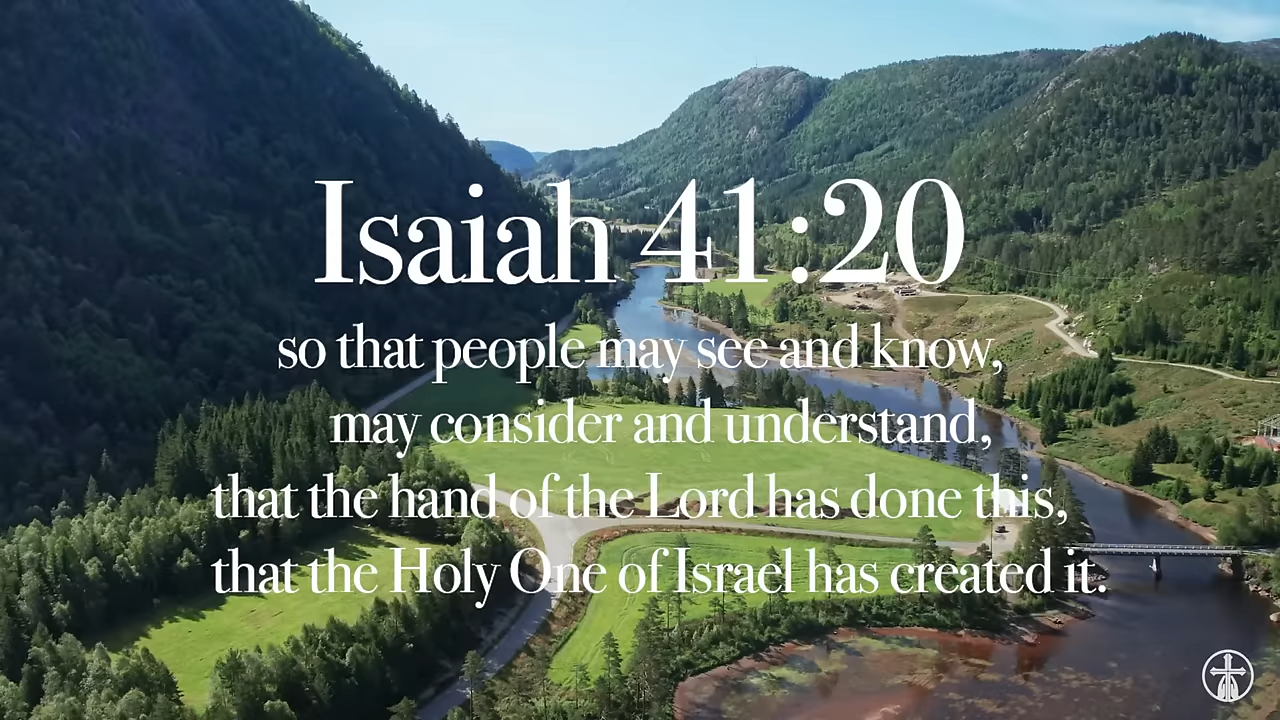 Isaiah 41:20
so that people may see and know,
may consider and understand,
that the hand of the Lord has done this,
that the Holy One of Israel has created it.